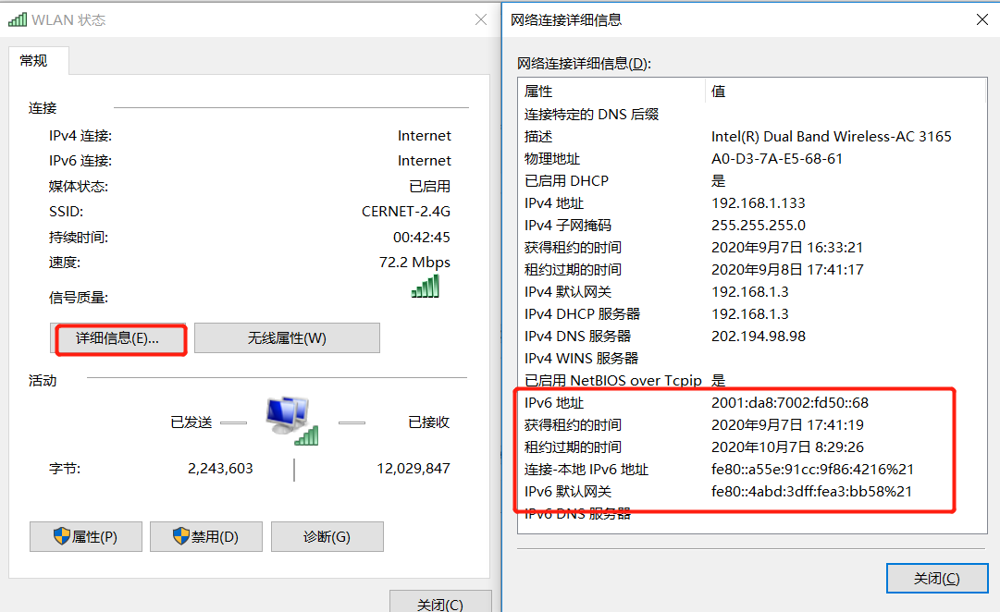 WLAN 状态
常规
连接
IPv4 连接: Internet
IPv6 连接: Internet
媒体状态: 已启用
SSID: CERNET-2.4G
持续时间: 00:42:45
速度: 72.2 Mbps
信号质量:
详细信息(E)... 无线属性(W)
活动
已发送 已接收
字节: 2,243,603 12,029,847
属性(P) 禁用(D) 诊断(G)
关闭(C)
网络连接详细信息
网络连接详细信息(D):
属性 值
连接特定的 DNS 后缀
描述 Intel(R) Dual Band Wireless-AC 3165
物理地址 A0-D3-7A-E5-68-61
已启用 DHCP 是
IPv4 地址 192.168.1.133
IPv4 子网掩码 255.255.255.0
获得租约的时间 2020年9月7日 16:33:21
租约过期的时间 2020年9月8日 17:41:17
IPv4 默认网关 192.168.1.3
IPv4 DHCP 服务器 192.168.1.3
IPv4 DNS 服务器 202.194.98.98
IPv4 WINS 服务器
已启用 NetBIOS over Tcpip 是
IPv6 地址 2001:da8:7002:fd50::68
获得租约的时间 2020年9月7日 17:41:19
租约过期的时间 2020年10月7日 8:29:26
连接-本地 IPv6 地址 fe80::a55e:91cc:9f86:4216%21
IPv6 默认网关 fe80::4abd:3dff:fea3:bb58%21
IPv6 DNS 服务器
关闭(C)